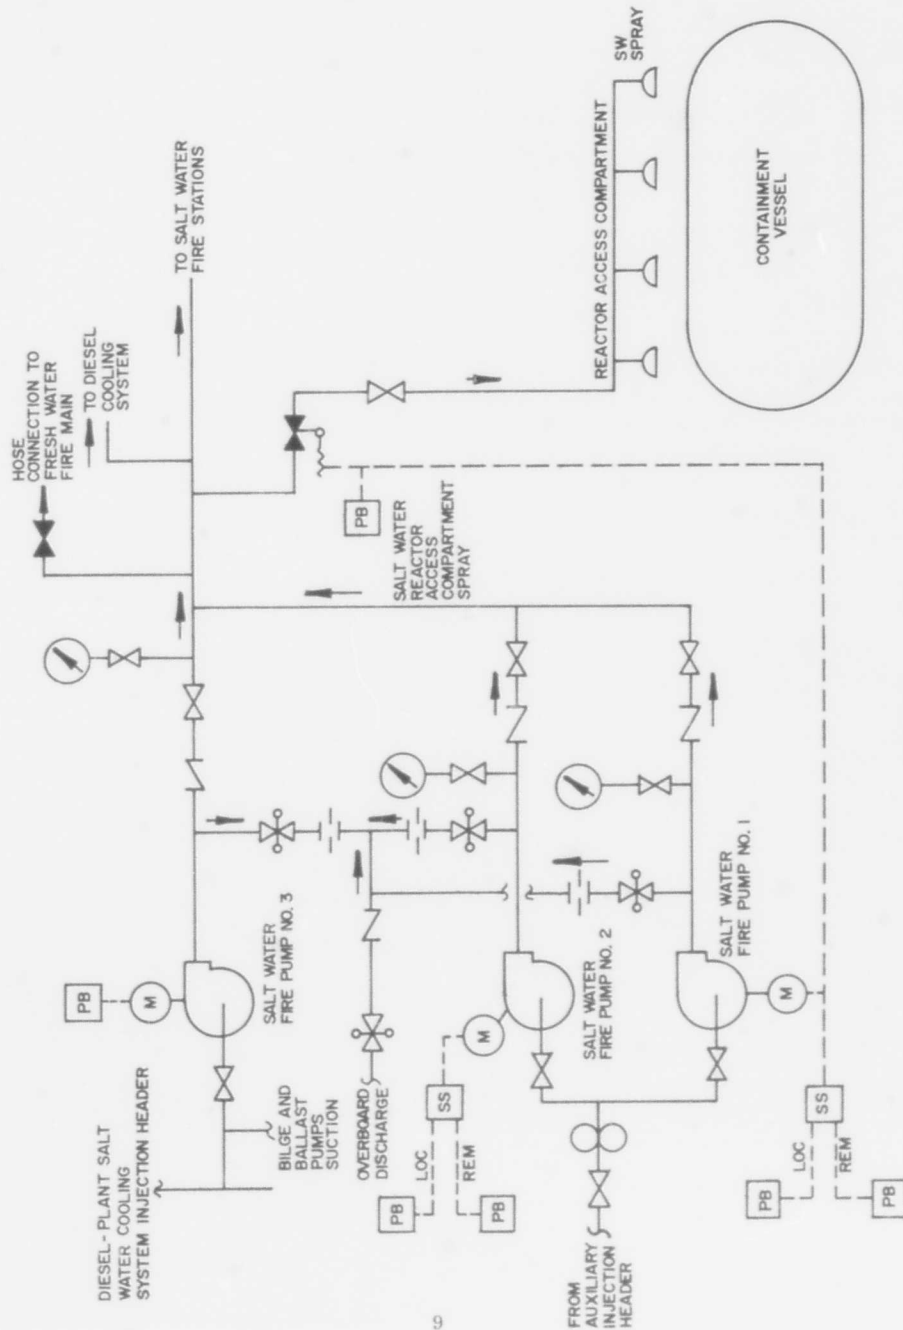 HOSE
CONNECTION TO
FRESH WATER
FIRE MAIN
TO DIESEL
COOLING
SYSTEM
TO SALT WATER
FIRE STATIONS
PB
M
SALT WATER
FIRE PUMP NO. 3
DIESEL-PLANT SALT
WATER COOLING
SYSTEM INJECTION HEADER
BILGE AND
BALLAST
PUMPS
SUCTION
OVERBOARD
DISCHARGE
PB
SALT WATER
REACTOR
ACCESS
COMPARTMENT
SPRAY
REACTOR ACCESS COMPARTMENT
SW
SPRAY
CONTAINMENT
VESSEL
PB
PB
LOC
REM
SS
M
SALT WATER
FIRE PUMP NO. 2
FROM
AUXILIARY
INJECTION
HEADER
SALT WATER
FIRE PUMP NO. 1
M
PB
PB
LOC
REM
SS
9